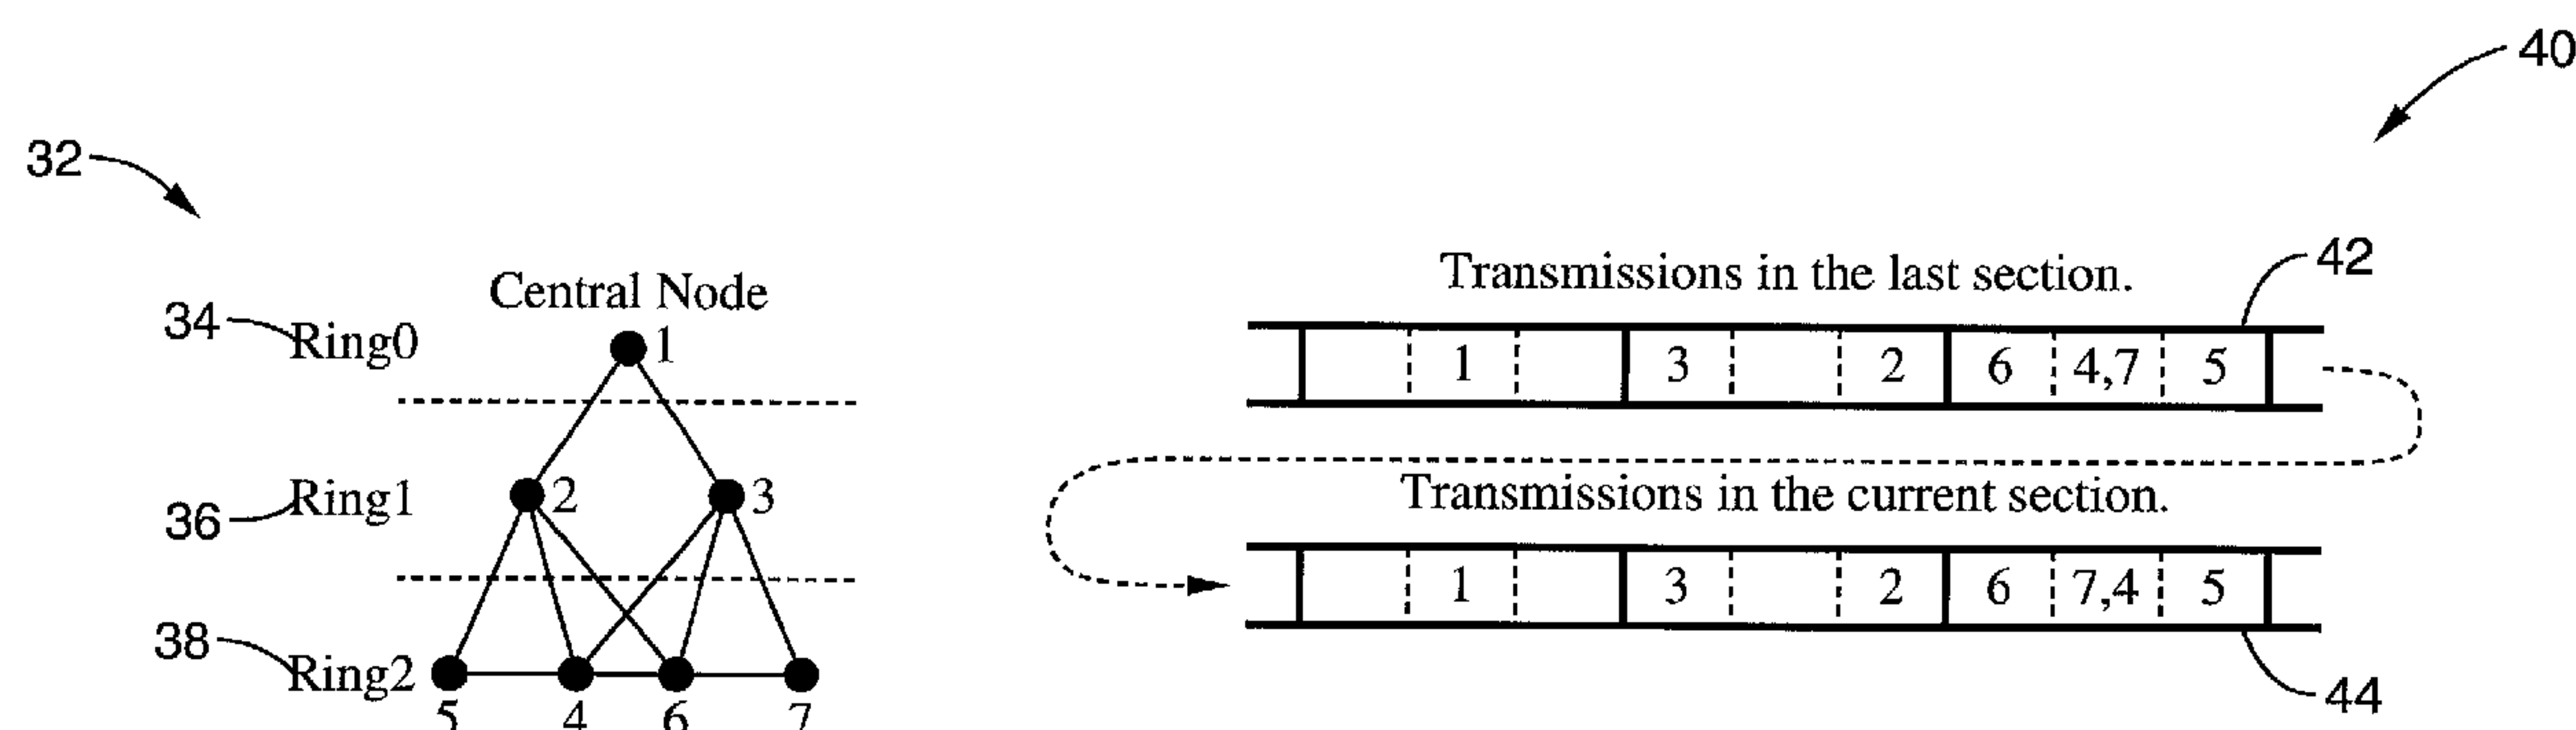 40
32
Transmissions in the last section.
42
Central Node
34 Ring0 1
1 3 2 6 4,7 5
Transmissions in the current section.
36 Ring1 2 3
1 3 2 6 7,4 5
38 Ring2
44
5 4 6 7